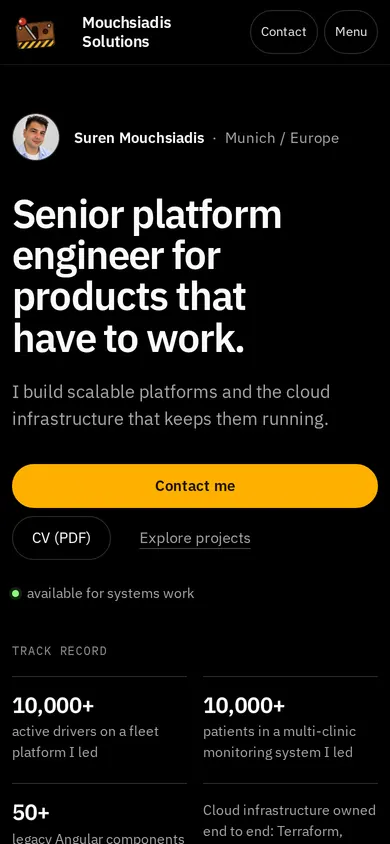 Mouchsiadis
Solutions
Contact
Menu
Suren Mouchsiadis · Munich / Europe
Senior platform
engineer for
products that
have to work.
I build scalable platforms and the cloud
infrastructure that keeps them running.
Contact me
CV (PDF)
Explore projects
available for systems work
TRACK RECORD
10,000+
active drivers on a fleet
platform I led
10,000+
patients in a multi-clinic
monitoring system I led
50+
legacy Angular components
Cloud infrastructure owned
end to end: Terraform,